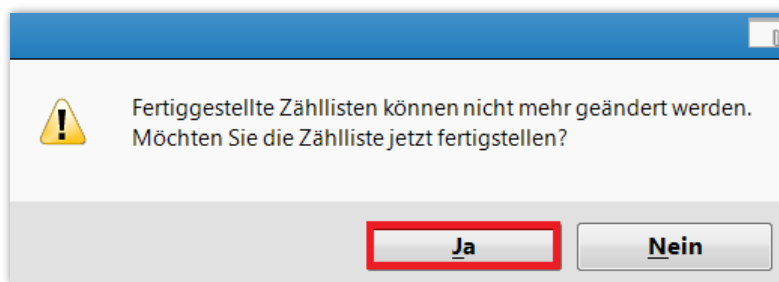 Fertiggestellte Zähllisten können nicht mehr geändert werden.
Möchten Sie die Zählliste jetzt fertigstellen?
Ja
Nein